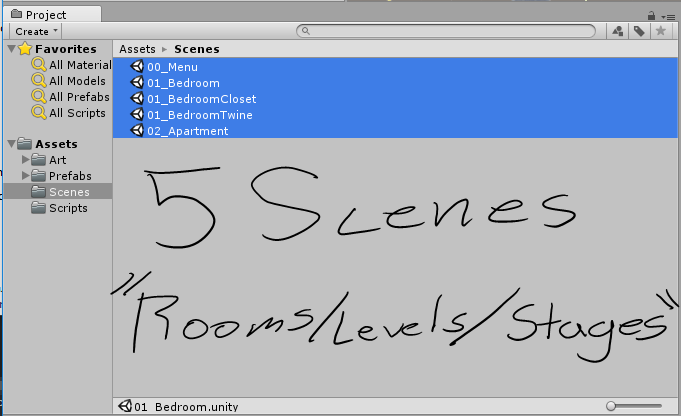 Project
Create
Favorites
All Material
All Models
All Prefabs
All Scripts
Assets
Art
Prefabs
Scenes
Scripts
Assets ▸ Scenes
00_Menu
01_Bedroom
01_BedroomCloset
01_BedroomTwine
02_Apartment
5 Scenes
"Rooms/Levels/Stages"
01_Bedroom.unity